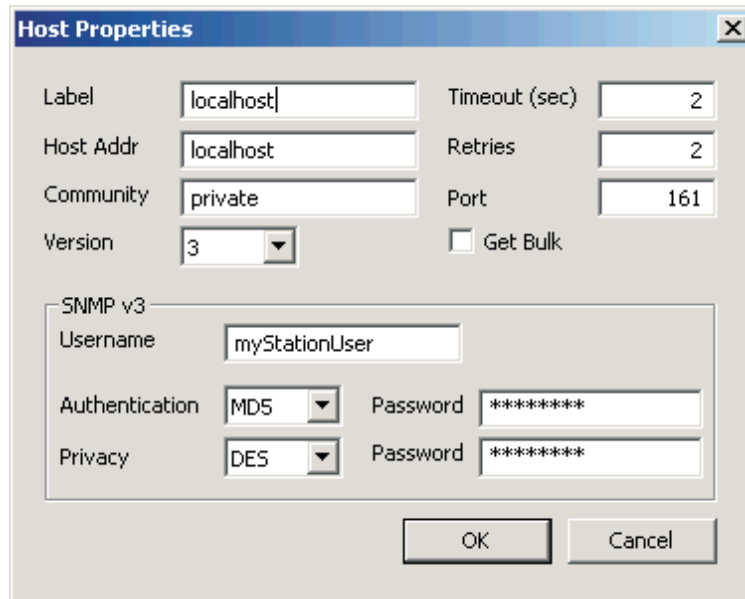 Host Properties
Label localhost Timeout (sec) 2
Host Addr localhost Retries 2
Community private Port 161
Version 3 Get Bulk
SNMP v3
Username myStationUser
Authentication MD5 Password ********
Privacy DES Password ********
OK Cancel